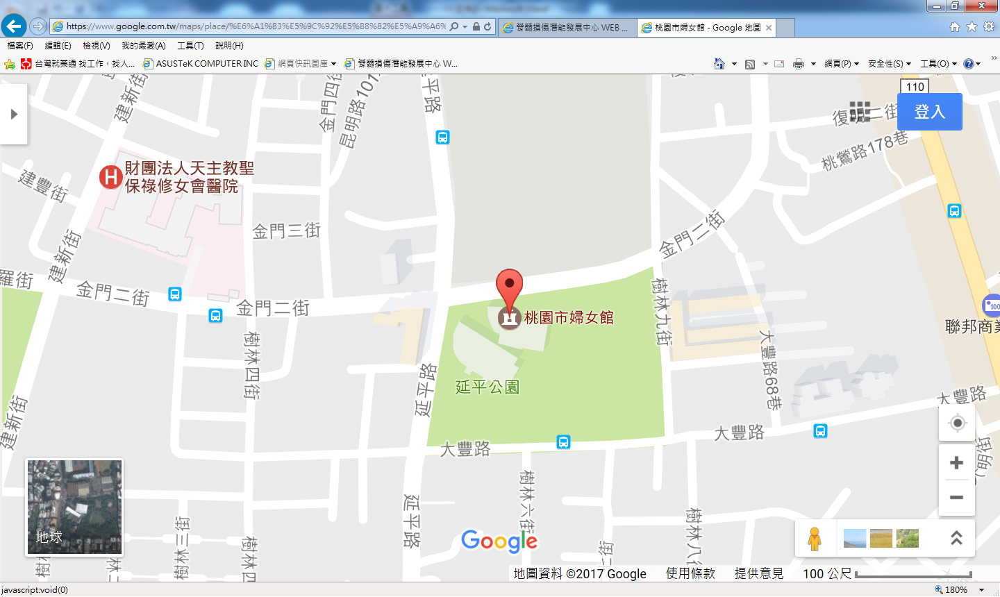 https://www.google.com.tw/maps/place/%E6%A1%83%E5%9C%92%E5%B8%82%E5%A9%A6%
脊髓損傷潛能發展中心 WEB ...
桃園市婦女館 - Google 地圖
檔案(F) 編輯(E) 檢視(V) 我的最愛(A) 工具(T) 說明(H)
台灣就業通 找工作，找人... ASUSTeK COMPUTER INC 網頁快訊圖庫 脊髓損傷潛能發展中心 W...
網頁(P) 安全性(S) 工具(O)
建新街
金門四街
昆明路101
延平路
110
登入
桃鶯路178巷
H
財團法人天主教聖
保祿修女會醫院
建豐街
金門三街
金門二街
建新街
羅街
金門二街
金門二街
樹林九街
100
桃園市婦女館
聯邦商業
樹林四街
大豐路68巷
延平路
延平公園
大豐路
建新街
大豐路
大豐路
樹林六街
延平路
樹林八街
樹林三街
樹林四街
地球
Google
地圖資料 ©2017 Google 使用條款 提供意見 100 公尺
javascript:void(0)
180%